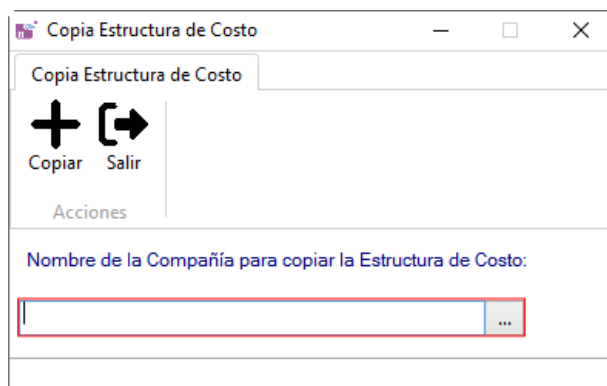 Copia Estructura de Costo
Copia Estructura de Costo
Copiar Salir
Acciones
Nombre de la Compañía para copiar la Estructura de Costo:
...